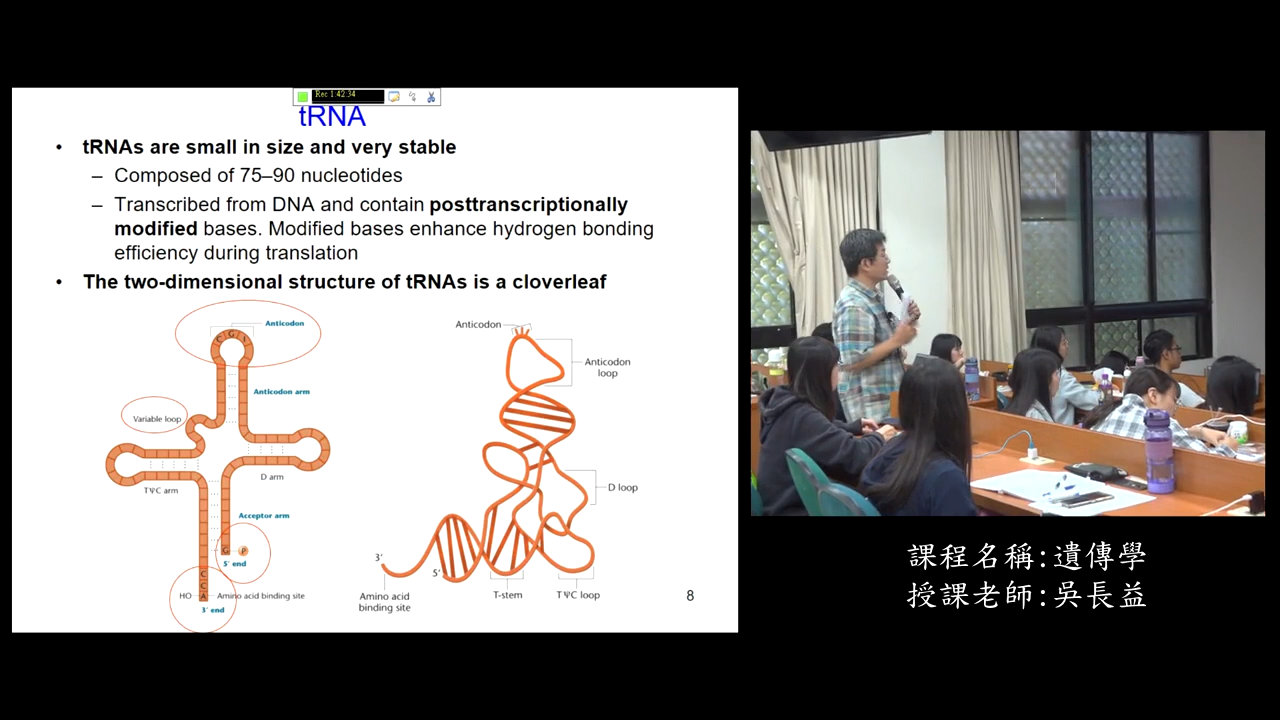 Rec 1:42:34
tRNA
• tRNAs are small in size and very stable
– Composed of 75–90 nucleotides
– Transcribed from DNA and contain posttranscriptionally
modified bases. Modified bases enhance hydrogen bonding
efficiency during translation
• The two-dimensional structure of tRNAs is a cloverleaf
Anticodon
Anticodon arm
Variable loop
TΨC arm
D arm
Acceptor arm
G P
5' end
C
C
HO A Amino acid binding site
3' end
Anticodon
Anticodon
loop
D loop
3'
5'
Amino acid
binding site
T-stem
TΨC loop
8
課程名稱:遺傳學
授課老師:吳長益